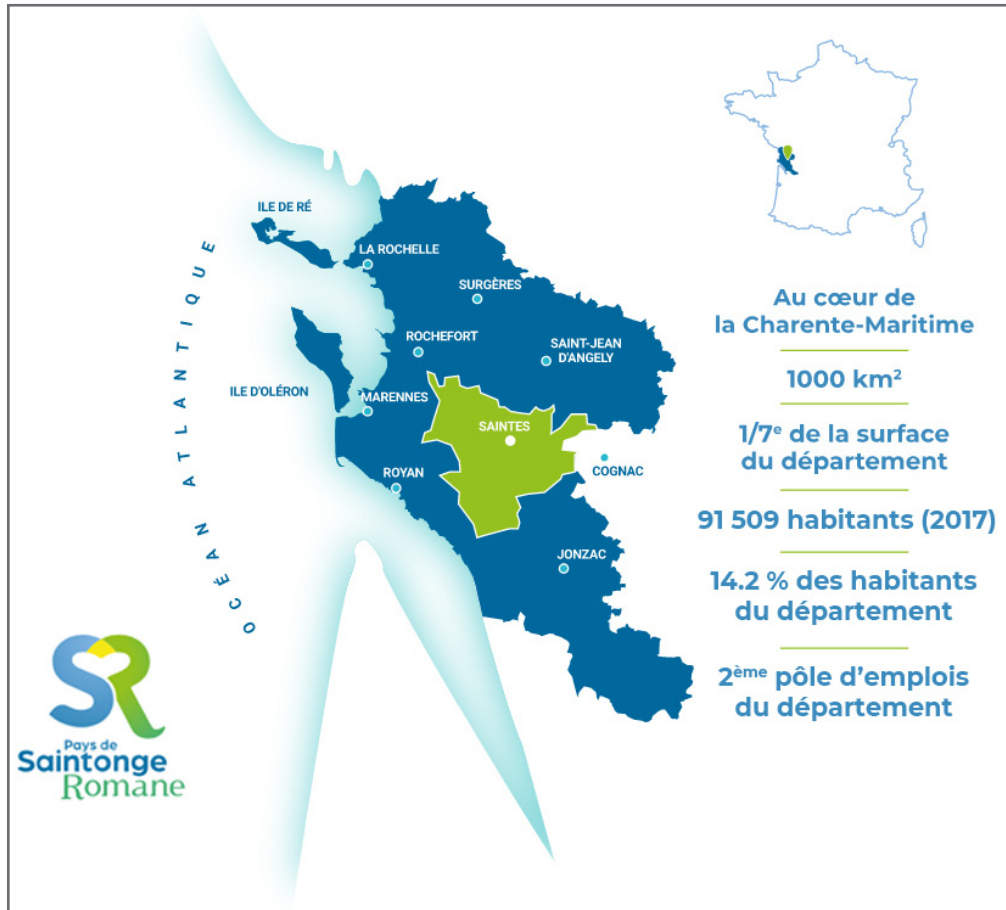 ILE DE RÉ
LA ROCHELLE
SURGÈRES
ROCHEFORT
SAINT-JEAN
D'ANGELY
ILE D'OLÉRON
MARENNES
SAINTES
COGNAC
ROYAN
JONZAC
OCÉAN ATLANTIQUE
Au cœur de
la Charente-Maritime
1000 km²
1/7ᵉ de la surface
du département
91 509 habitants (2017)
14.2 % des habitants
du département
2ème pôle d'emplois
du département
SR
Pays de
Saintonge
Romane